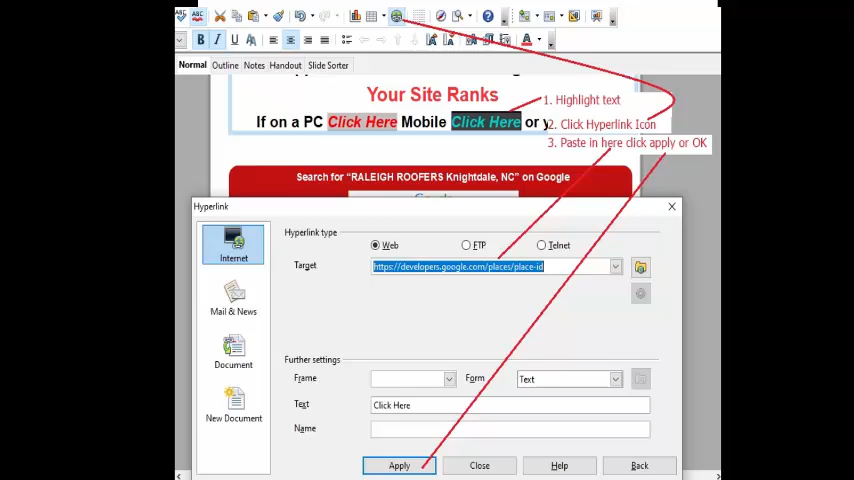 Normal Outline Notes Handout Slide Sorter
Your Site Ranks
If on a PC Click Here Mobile Click Here or y
1. Highlight text
2. Click Hyperlink Icon
3. Paste in here click apply or OK
Search for "RALEIGH ROOFERS Knightdale, NC" on Google
Hyperlink
Internet
Mail & News
Document
New Document
Hyperlink type
Web FTP Telnet
Target https://developers.google.com/places/place-id
Further settings
Frame Form Text
Text Click Here
Name
Apply Close Help Back